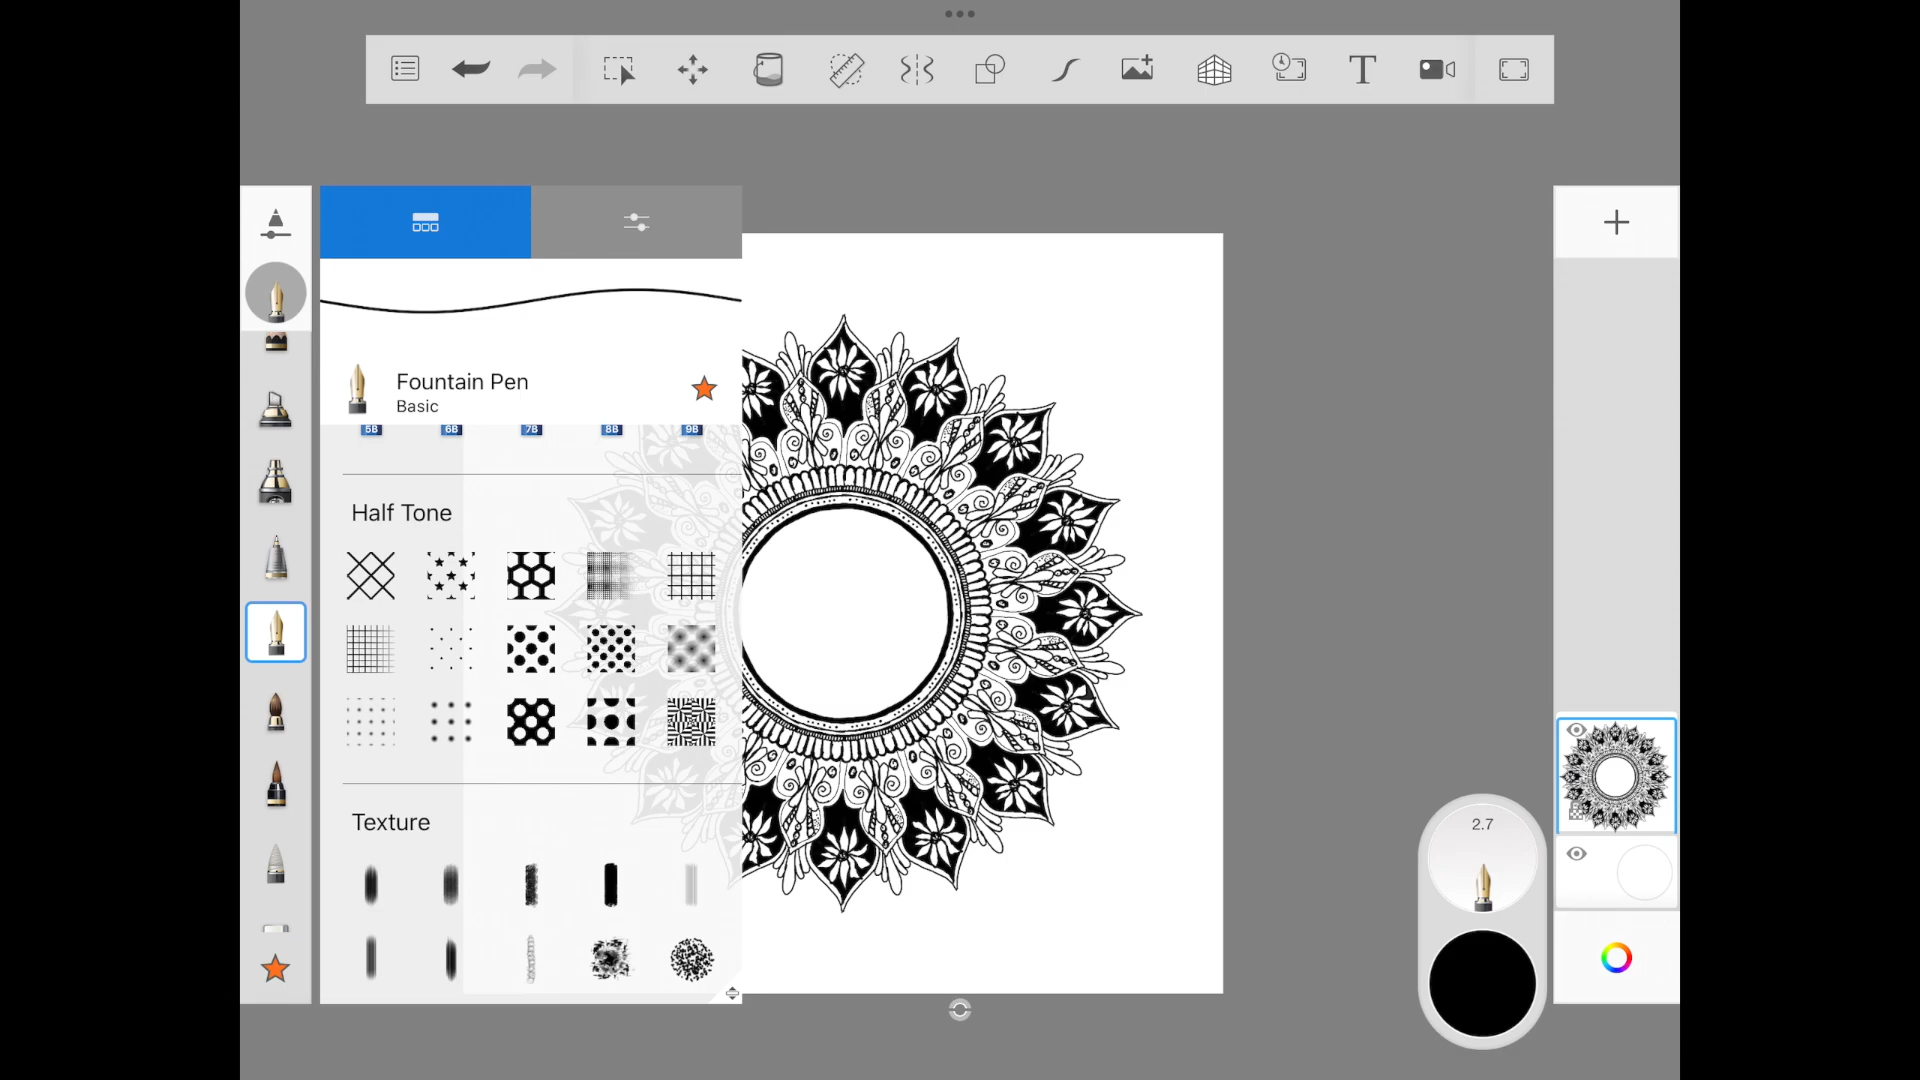 T
Fountain Pen
Basic
5B 6B 7B 8B 9B
Half Tone
2.7
Texture